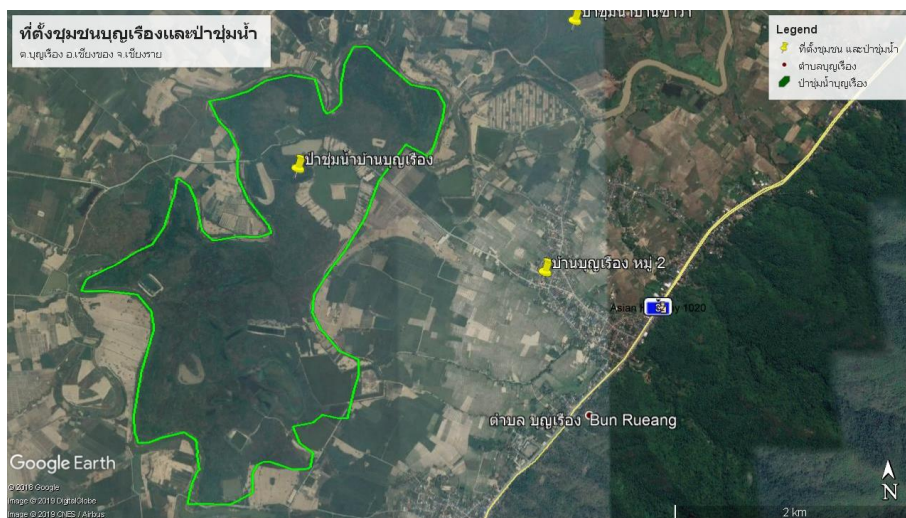 ที่ตั้งชุมชนบุญเรืองและป่าชุ่มน้ำ
ต.บุญเรือง อ.เชียงของ จ.เชียงราย
Legend
ที่ตั้งชุมชน และป่าชุ่มน้ำ
ตำบลบุญเรือง
ป่าชุ่มน้ำบุญเรือง
ป่าชุ่มน้ำบ้านบุญเรือง
บ้านบุญเรือง หมู่ 2
Asian
1020
ตำบล บุญเรือง Bun Rueang
Google Earth
© 2018 Google
Image © 2019 DigitalGlobe
Image © 2019 CNES / Airbus
N
2 km